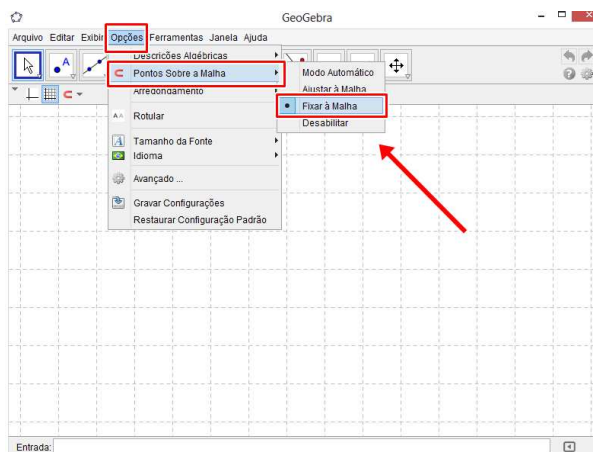 GeoGebra
Arquivo Editar Exibir Opções Ferramentas Janela Ajuda
A
Descrições Algébricas
Pontos Sobre a Malha
Modo Automático
Arredondamento
Ajustar à Malha
Fixar à Malha
AA Rotular
Desabilitar
A Tamanho da Fonte
Idioma
Avançado ...
Gravar Configurações
Restaurar Configuração Padrão
Entrada: